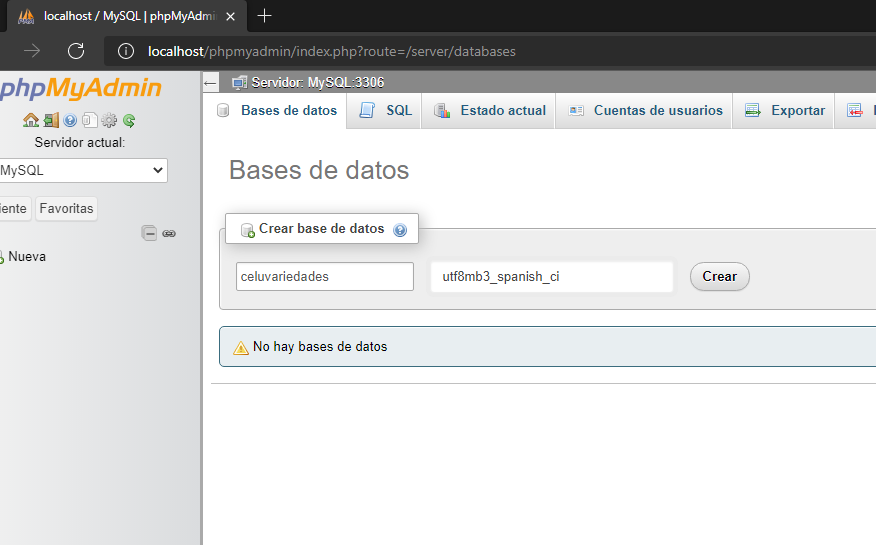 localhost / MySQL | phpMyAdmin
localhost/phpmyadmin/index.php?route=/server/databases
phpMyAdmin
Servidor actual:
MySQL
iente Favoritas
Nueva
Servidor: MySQL:3306
Bases de datos SQL Estado actual Cuentas de usuarios Exportar
Bases de datos
Crear base de datos
celuvariedades utf8mb3_spanish_ci Crear
No hay bases de datos